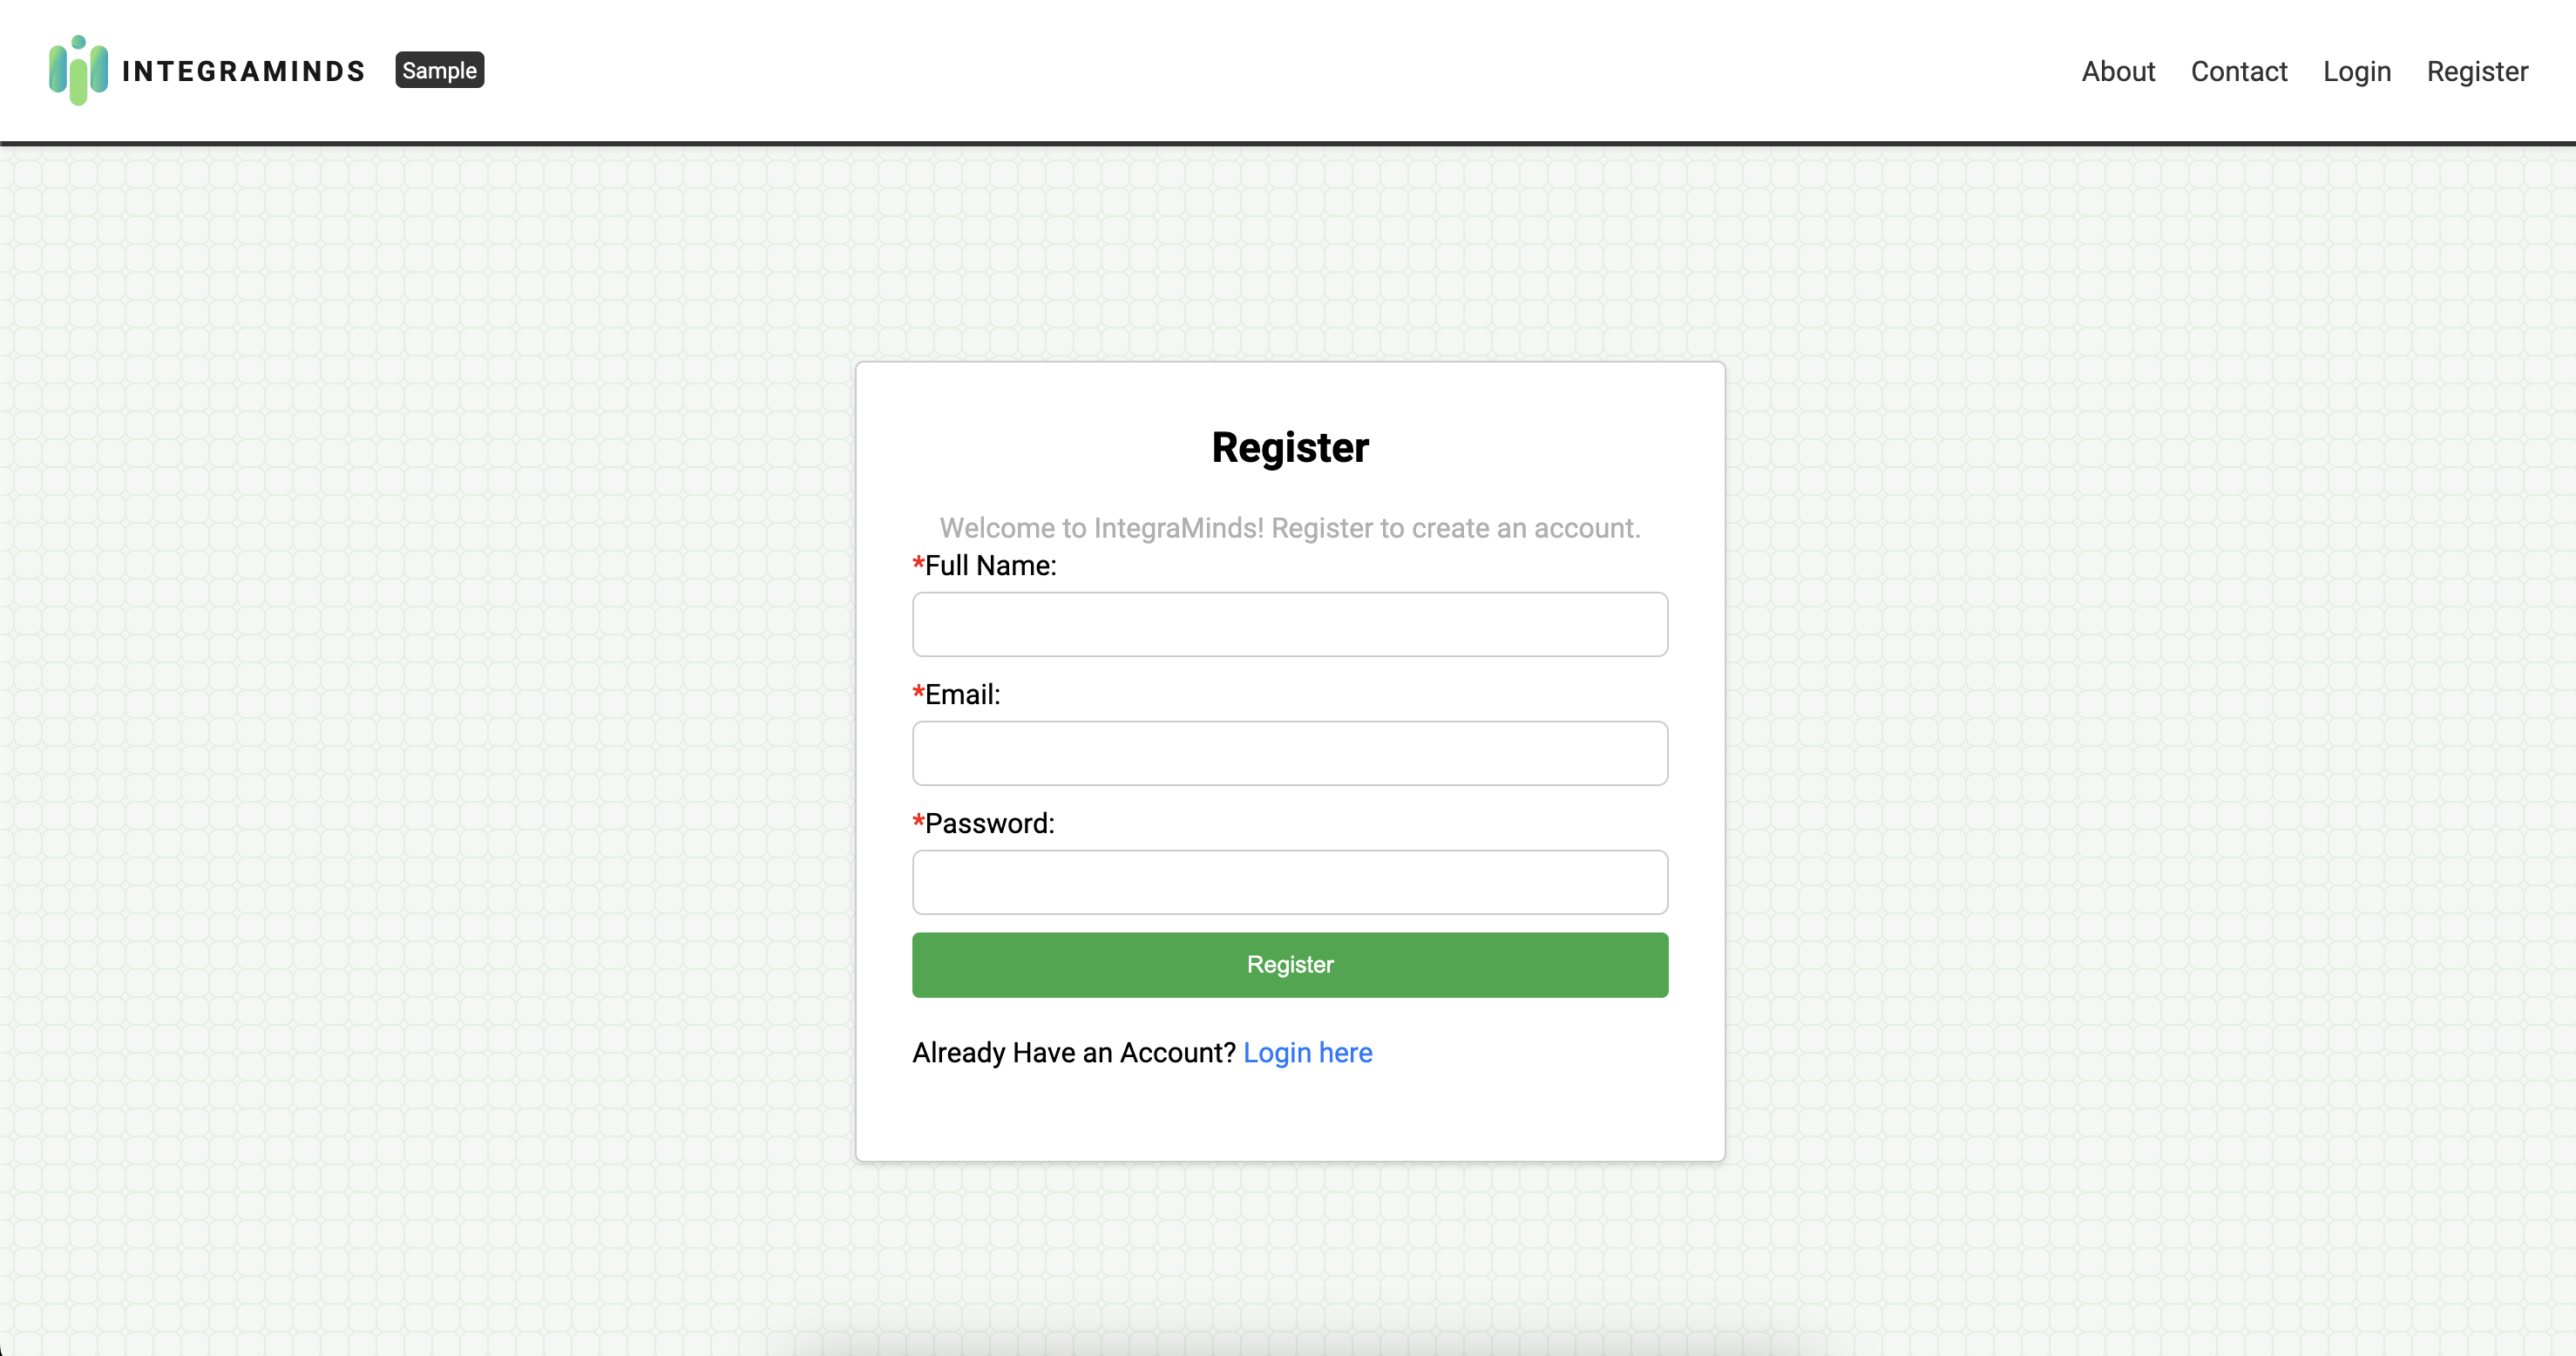 INTEGRAMINDS Sample About Contact Login Register
Register
Welcome to IntegraMinds! Register to create an account.
*Full Name:
*Email:
*Password:
Register
Already Have an Account? Login here